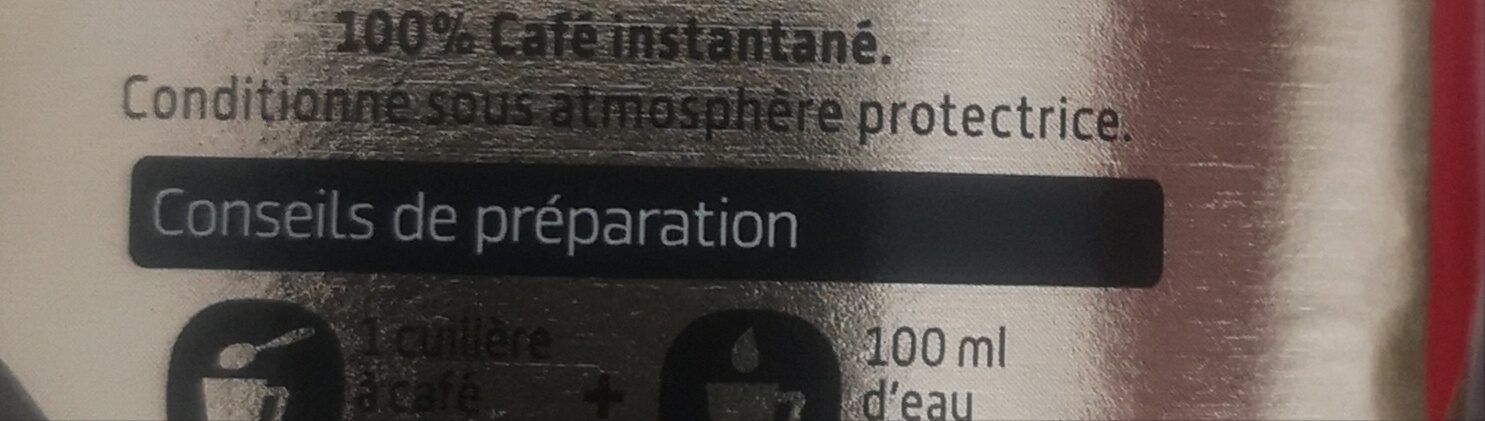 100% Café instantané.
Conditionné sous atmosphère protectrice.
Conseils de préparation
1 cuillère
à café
+
100 ml
d'eau